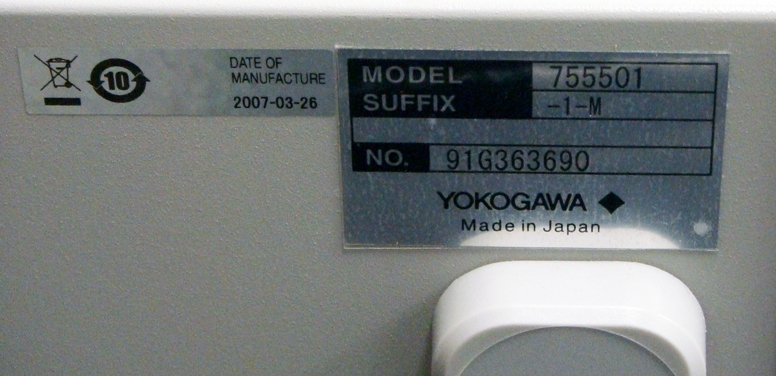 10
DATE OF
MANUFACTURE
2007-03-26
MODEL 755501
SUFFIX -1-M
NO. 91G363690
YOKOGAWA
Made in Japan